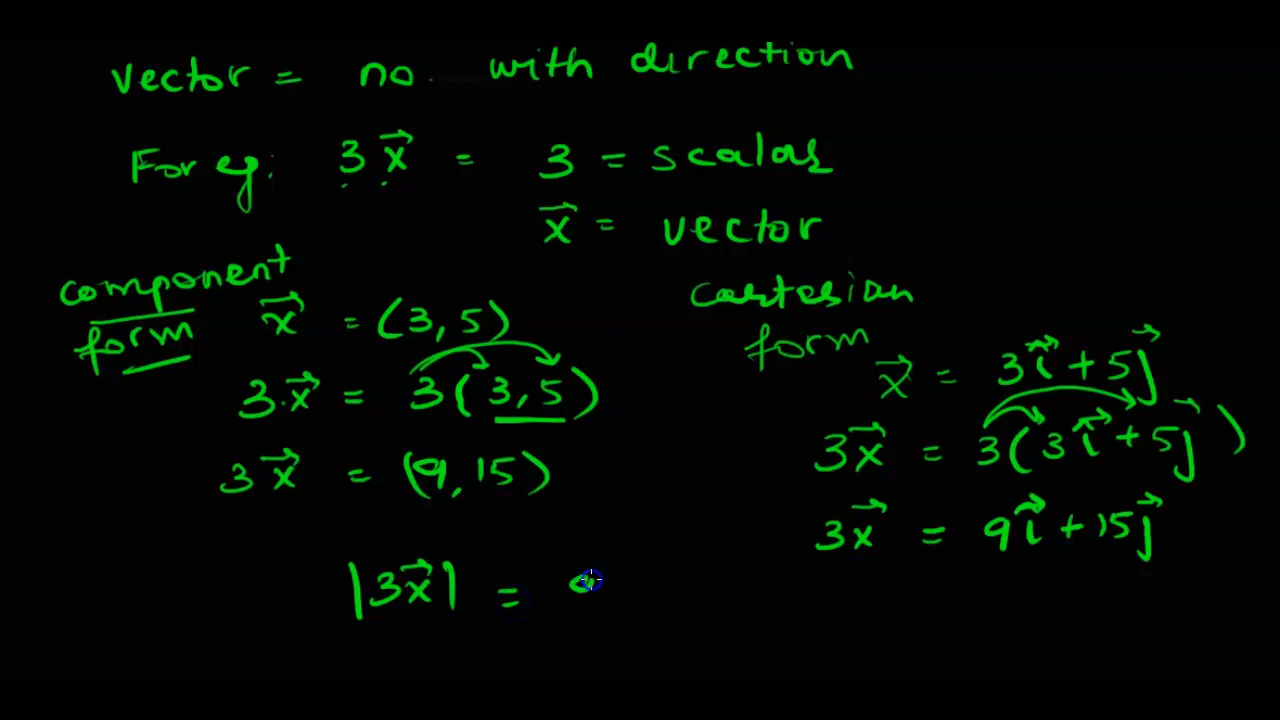 vector = no. with direction
For eg: 3x⃗ = 3 = scalar
x⃗ = vector
component
form
x⃗ = (3, 5)
3·x⃗ = 3(3, 5)
3x⃗ = (9, 15)
cartesian
form
x⃗ = 3i⃗ + 5j⃗
3x⃗ = 3(3i⃗ + 5j⃗)
3x⃗ = 9i⃗ + 15j⃗
|3x⃗| =